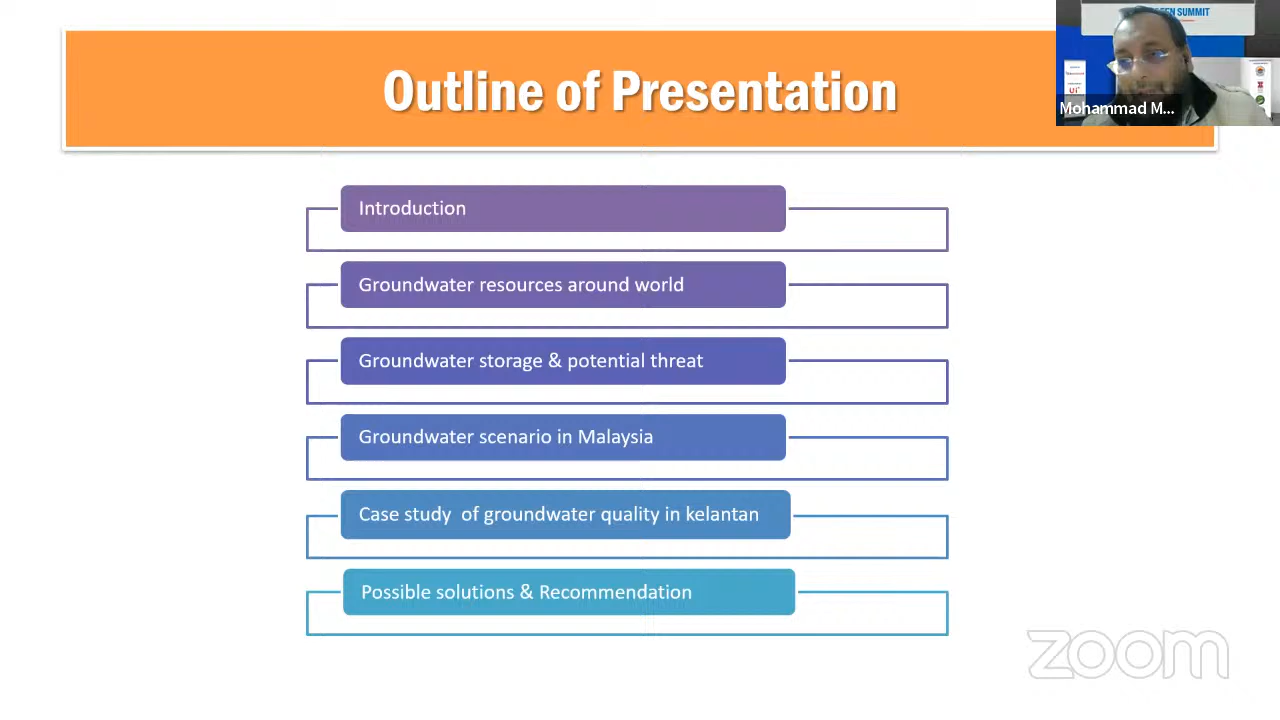 Outline of Presentation
EEN SUMMIT
Mohammad M...
Introduction
Groundwater resources around world
Groundwater storage & potential threat
Groundwater scenario in Malaysia
Case study of groundwater quality in kelantan
Possible solutions & Recommendation
zoom